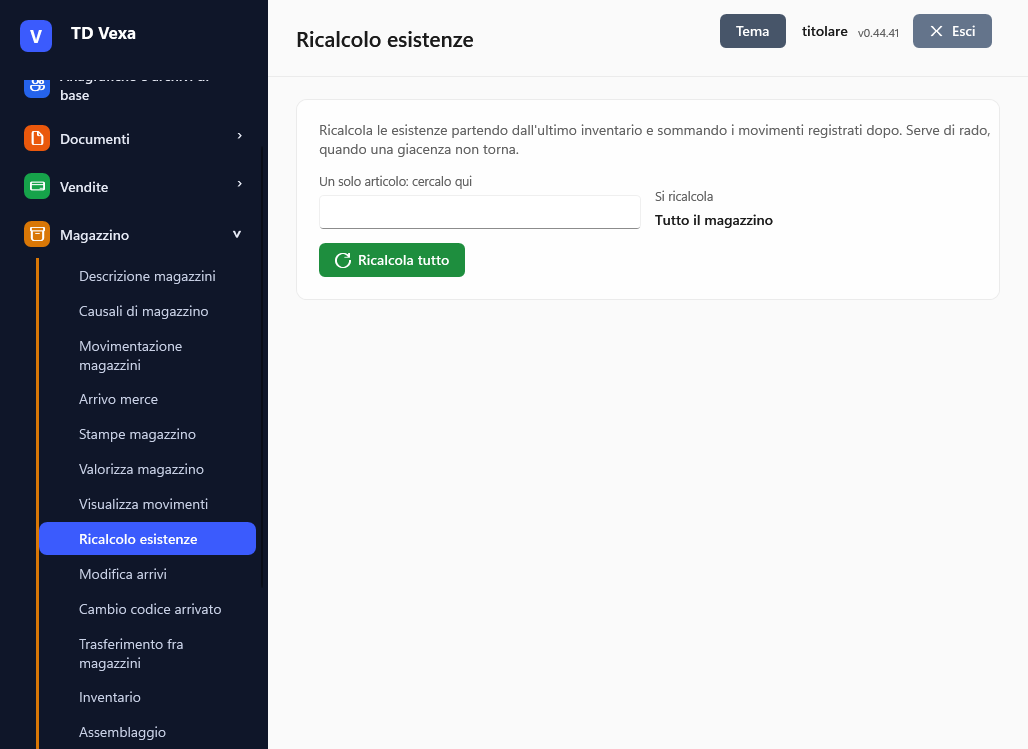 V
TD Vexa
base
Documenti
Vendite
Magazzino
Descrizione magazzini
Causali di magazzino
Movimentazione
magazzini
Arrivo merce
Stampe magazzino
Valorizza magazzino
Visualizza movimenti
Ricalcolo esistenze
Modifica arrivi
Cambio codice arrivato
Trasferimento fra
magazzini
Inventario
Assemblaggio
Ricalcolo esistenze
Tema
titolare
v0.44.41
Esci
Ricalcola le esistenze partendo dall'ultimo inventario e sommando i movimenti registrati dopo. Serve di rado,
quando una giacenza non torna.
Un solo articolo: cercalo qui
Si ricalcola
Tutto il magazzino
Ricalcola tutto